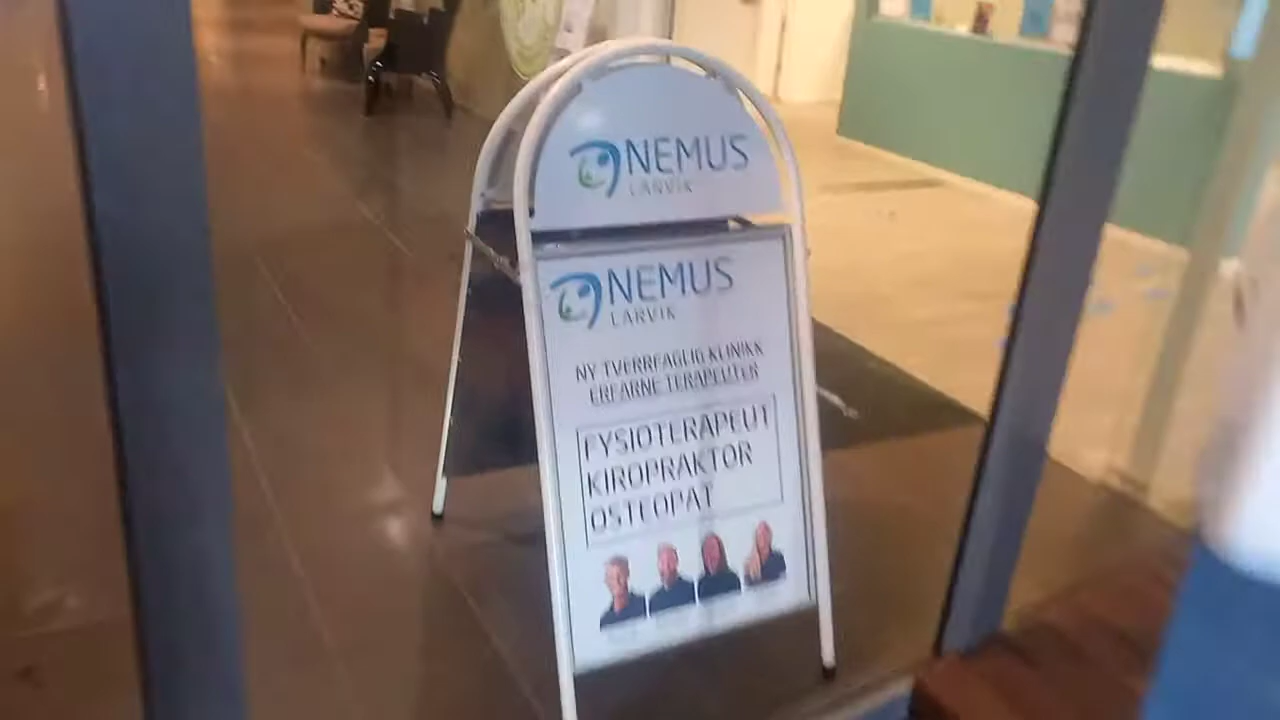 NEMUS
LARVIK
NEMUS
LARVIK
NY TVERRFAGLIG KLINIKK
ERFARNE TERAPEUTER
FYSIOTERAPEUT
KIROPRAKTOR
OSTEOPAT